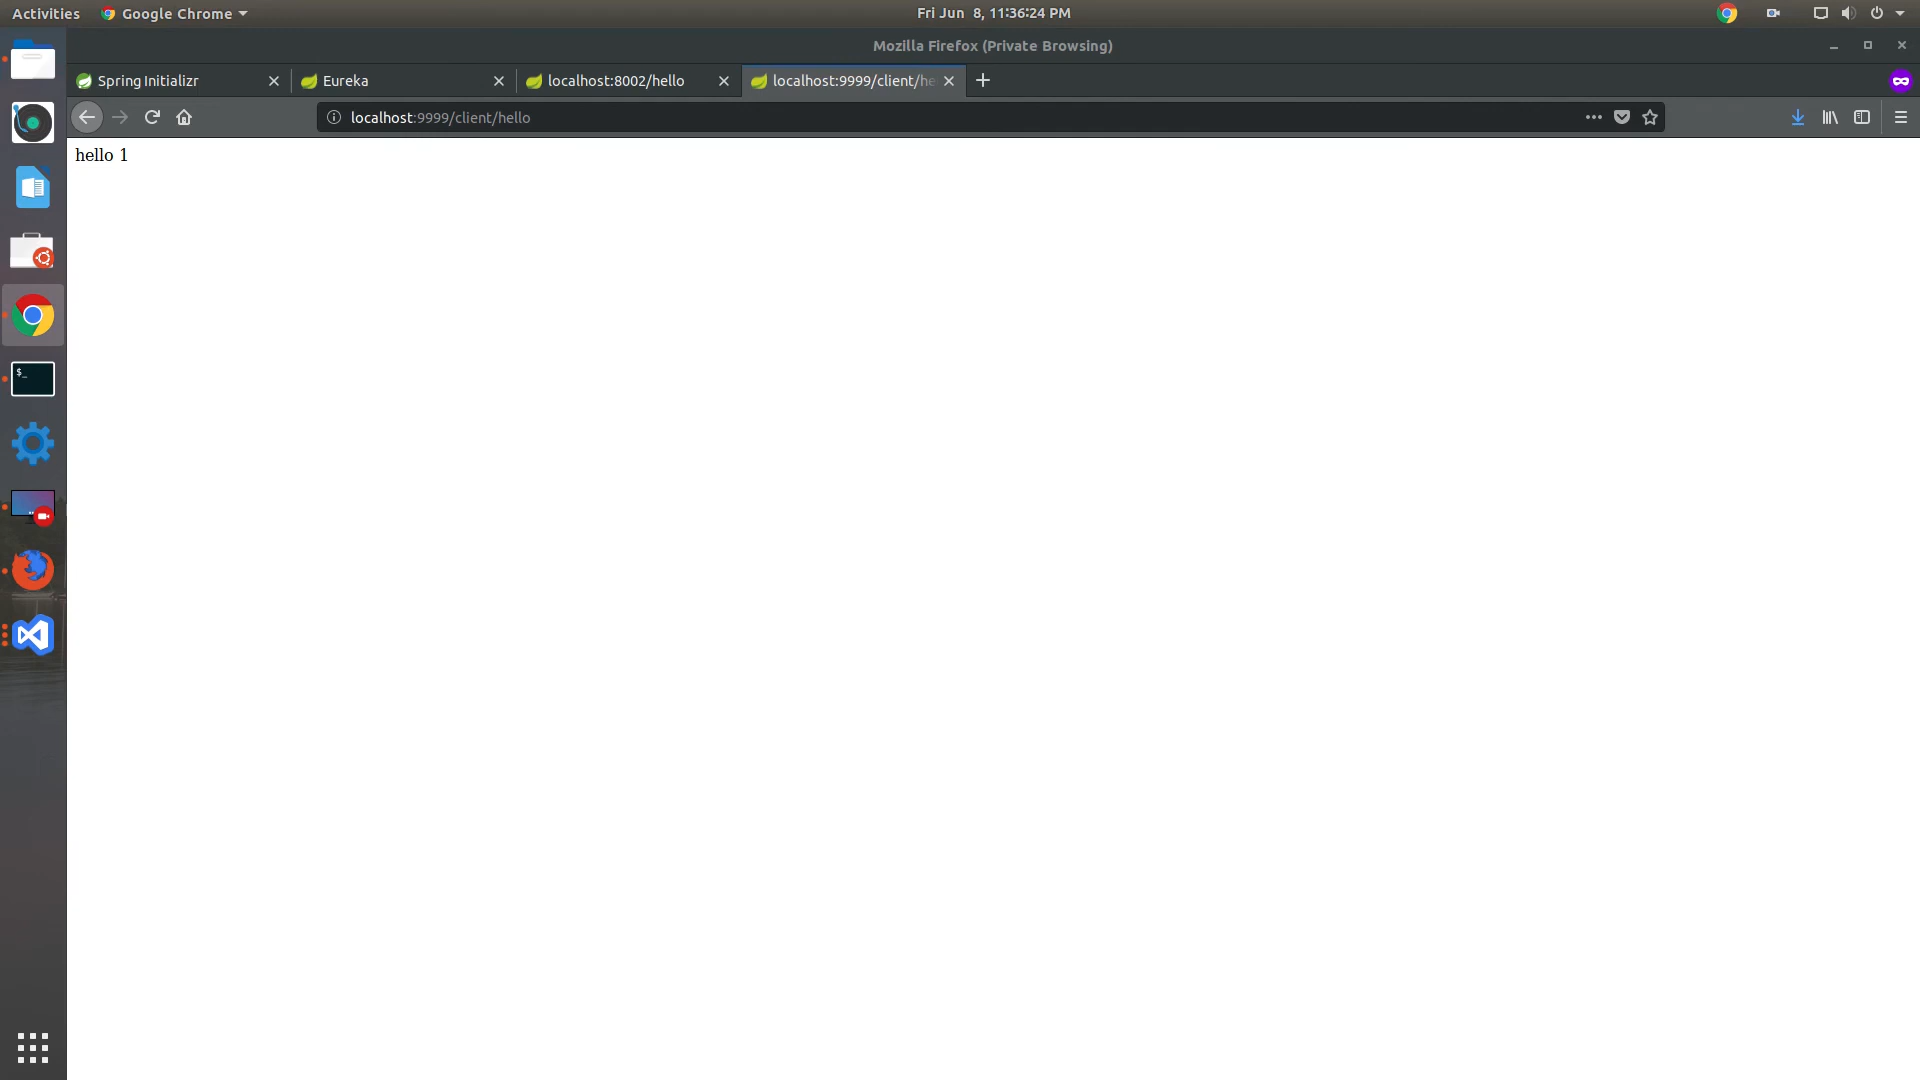 Activities
Google Chrome
Fri Jun 8, 11:36:24 PM
Mozilla Firefox (Private Browsing)
Spring Initializr
Eureka
localhost:8002/hello
localhost:9999/client/he
localhost:9999/client/hello
hello 1
$_